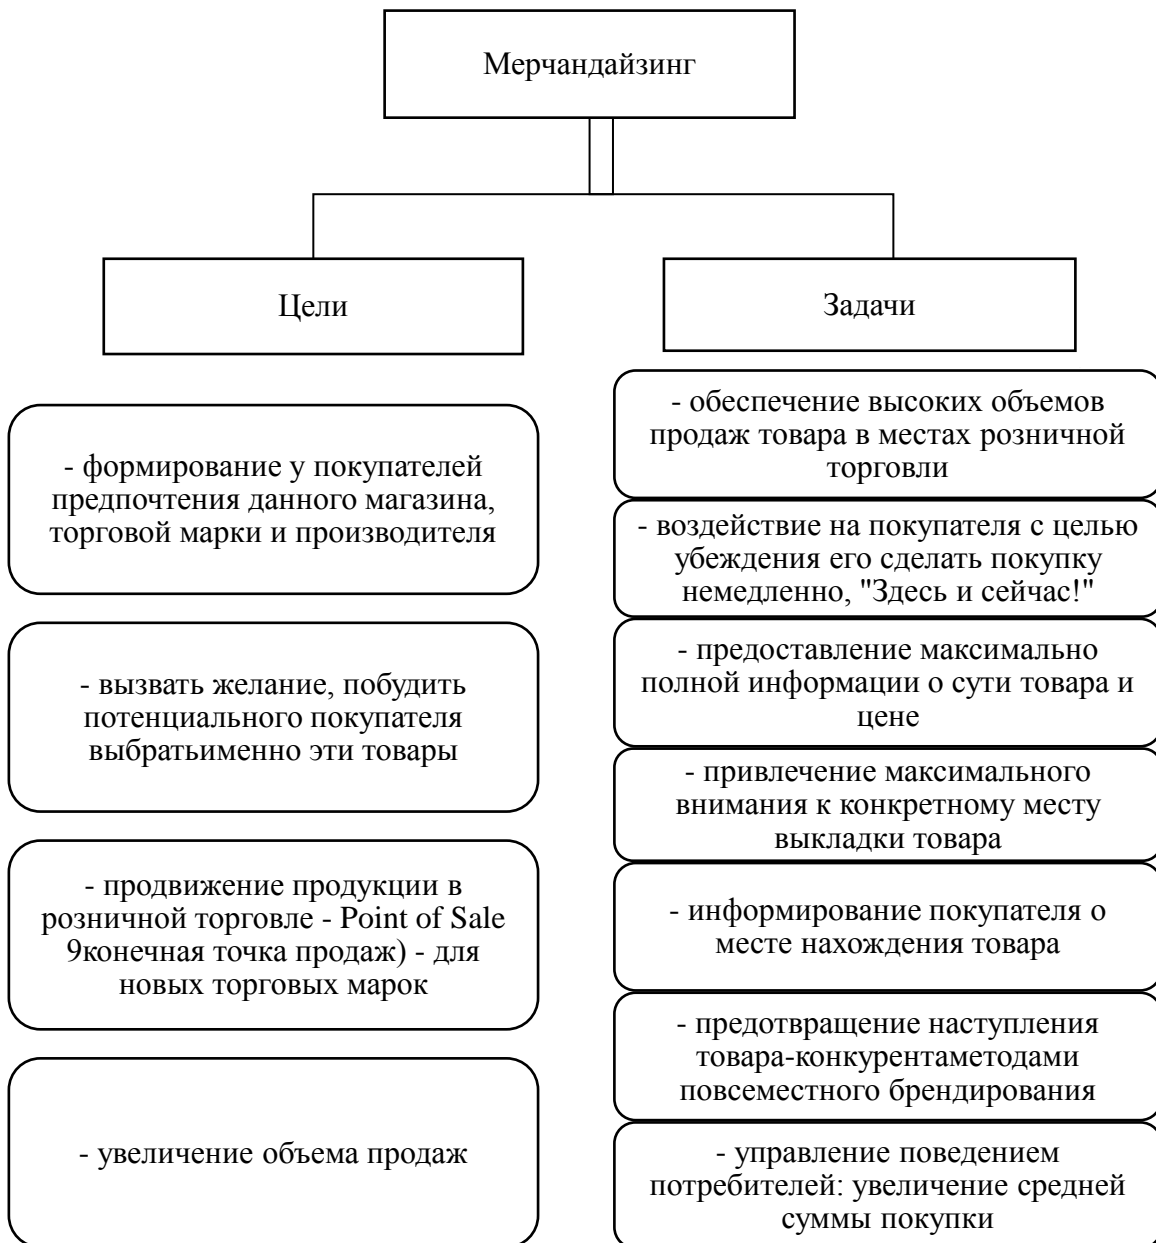 Мерчандайзинг
Цели
- формирование у покупателей
предпочтения данного магазина,
торговой марки и производителя
- вызвать желание, побудить
потенциального покупателя
выбратьименно эти товары
- продвижение продукции в
розничной торговле - Point of Sale
9конечная точка продаж) - для
новых торговых марок
- увеличение объема продаж
Задачи
- обеспечение высоких объемов
продаж товара в местах розничной
торговли
- воздействие на покупателя с целью
убеждения его сделать покупку
немедленно, "Здесь и сейчас!"
- предоставление максимально
полной информации о сути товара и
цене
- привлечение максимального
внимания к конкретному месту
выкладки товара
- информирование покупателя о
месте нахождения товара
- предотвращение наступления
товара-конкурентаметодами
повсеместного брендирования
- управление поведением
потребителей: увеличение средней
суммы покупки